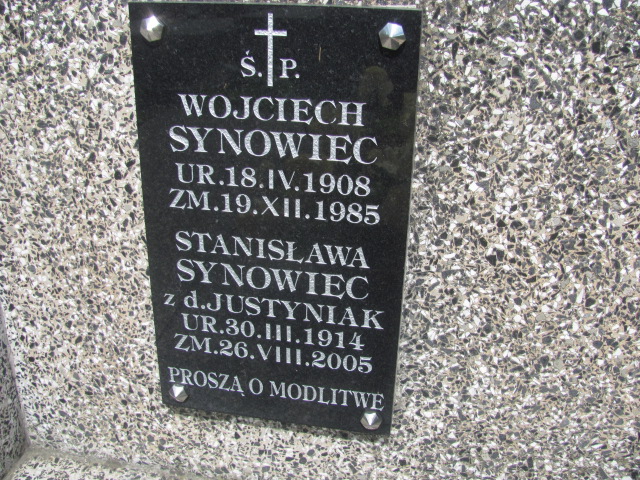 Ś. P.
WOJCIECH
SYNOWIEC
UR.18.IV.1908
ZM.19.XII.1985
STANISŁAWA
SYNOWIEC
z d.JUSTYNIAK
UR.30.III.1914
ZM.26.VIII.2005
PROSZĄ O MODLITWĘ